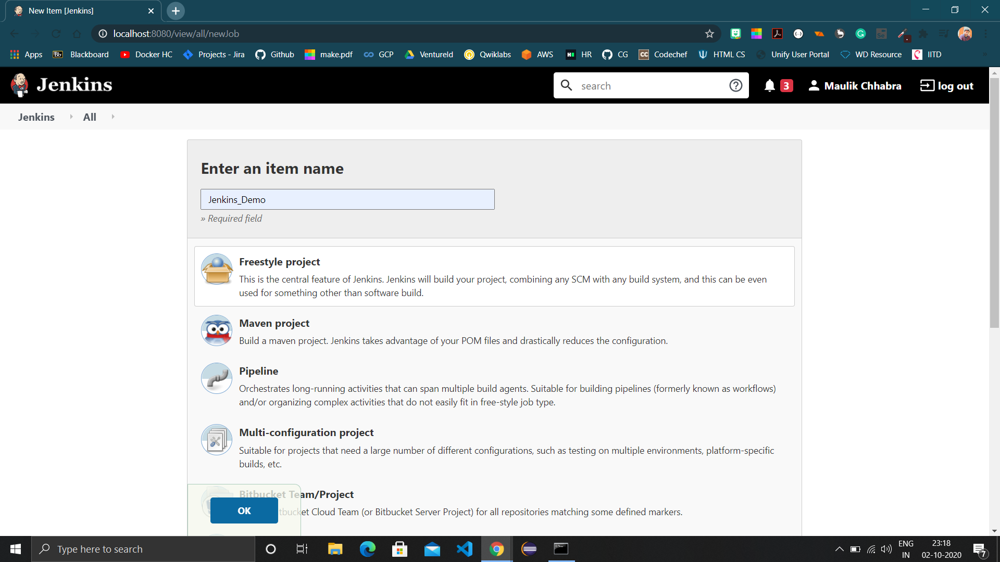 New Item [Jenkins]
localhost:8080/view/all/newJob
Apps Bb Blackboard Docker HC Projects - Jira Github make.pdf GCP VentureId Qwiklabs AWS HR CG CC Codechef HTML CS Unify User Portal WD Resource IITD
Jenkins
search
3
Maulik Chhabra
log out
Jenkins All
Enter an item name
Jenkins_Demo
» Required field
Freestyle project
This is the central feature of Jenkins. Jenkins will build your project, combining any SCM with any build system, and this can be even
used for something other than software build.
Maven project
Build a maven project. Jenkins takes advantage of your POM files and drastically reduces the configuration.
Pipeline
Orchestrates long-running activities that can span multiple build agents. Suitable for building pipelines (formerly known as workflows)
and/or organizing complex activities that do not easily fit in free-style job type.
Multi-configuration project
Suitable for projects that need a large number of different configurations, such as testing on multiple environments, platform-specific
builds, etc.
Bitbucket Team/Project
Cloud Team (or Bitbucket Server Project) for all repositories matching some defined markers.
OK
Type here to search
ENG
IN
23:18
02-10-2020
7